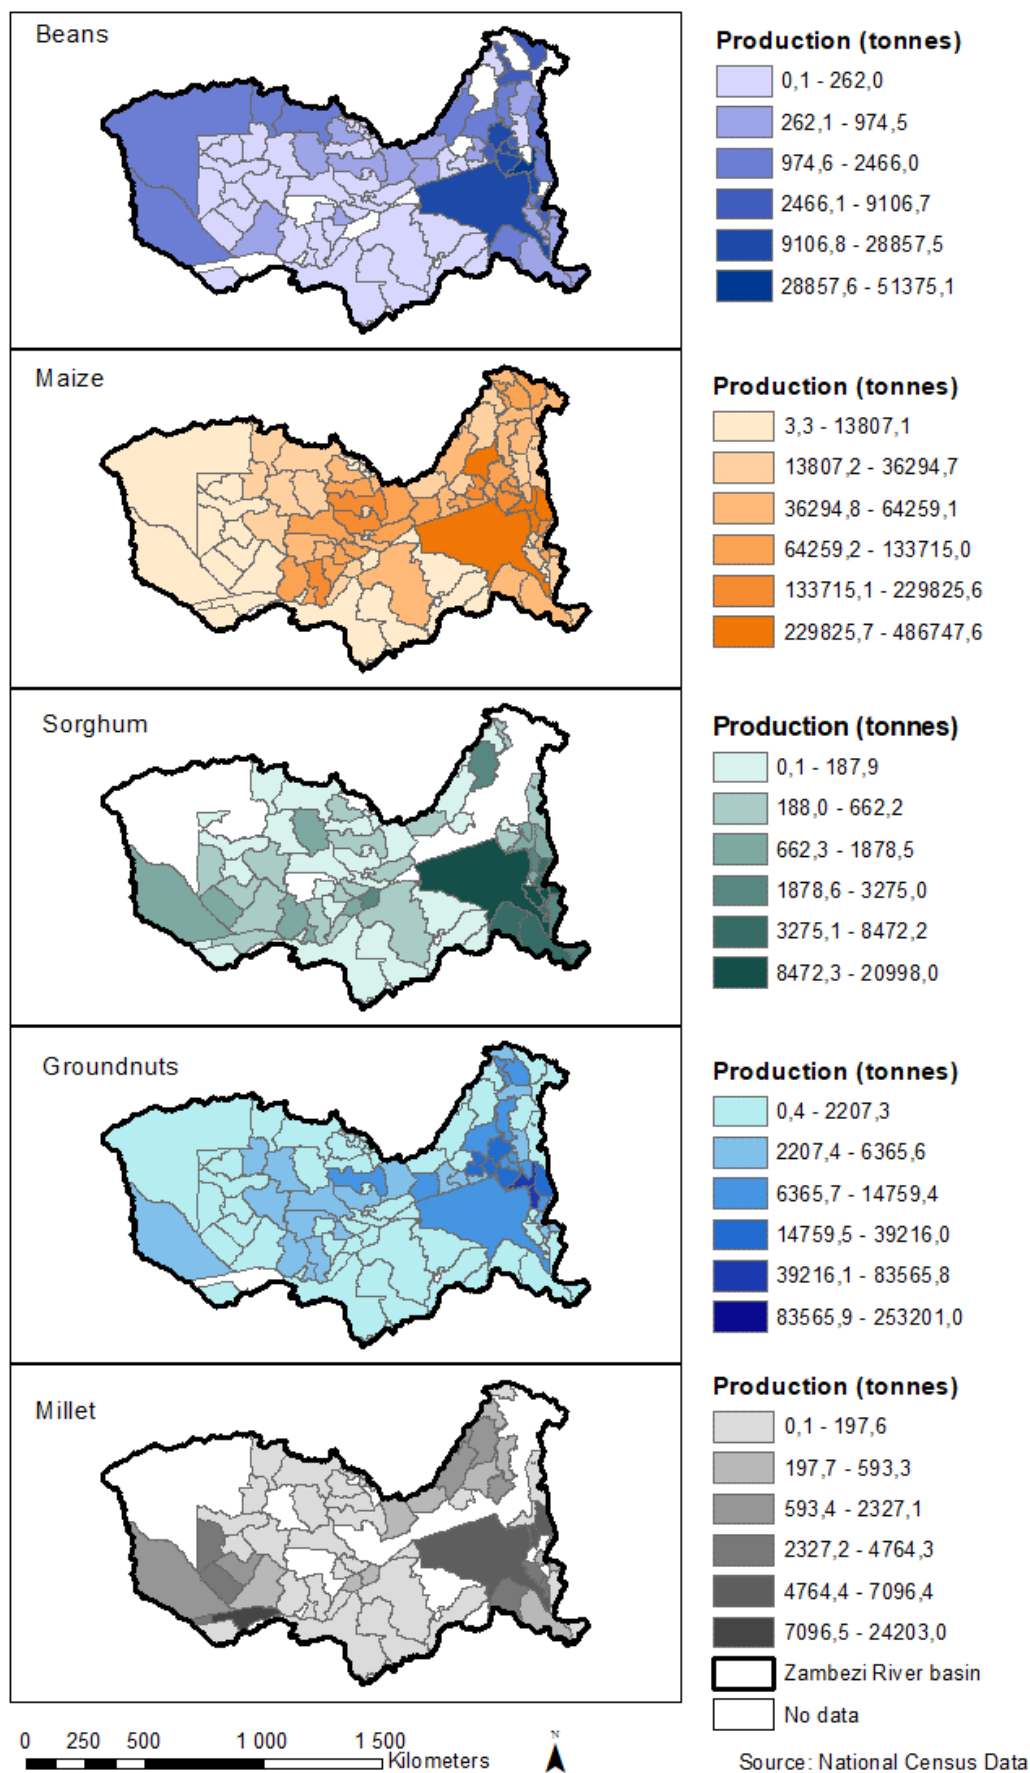 Beans
Production (tonnes)
0,1 - 262,0
262,1 - 974,5
974,6 - 2466,0
2466,1 - 9106,7
9106,8 - 28857,5
28857,6 - 51375,1
Maize
Production (tonnes)
3,3 - 13807,1
13807,2 - 36294,7
36294,8 - 64259,1
64259,2 - 133715,0
133715,1 - 229825,6
229825,7 - 486747,6
Sorghum
Production (tonnes)
0,1 - 187,9
188,0 - 662,2
662,3 - 1878,5
1878,6 - 3275,0
3275,1 - 8472,2
8472,3 - 20998,0
Groundnuts
Production (tonnes)
0,4 - 2207,3
2207,4 - 6365,6
6365,7 - 14759,4
14759,5 - 39216,0
39216,1 - 83565,8
83565,9 - 253201,0
Millet
Production (tonnes)
0,1 - 197,6
197,7 - 593,3
593,4 - 2327,1
2327,2 - 4764,3
4764,4 - 7096,4
7096,5 - 24203,0
Zambezi River basin
No data
0 250 500 1 000 1 500
Kilometers
N
Source: National Census Data